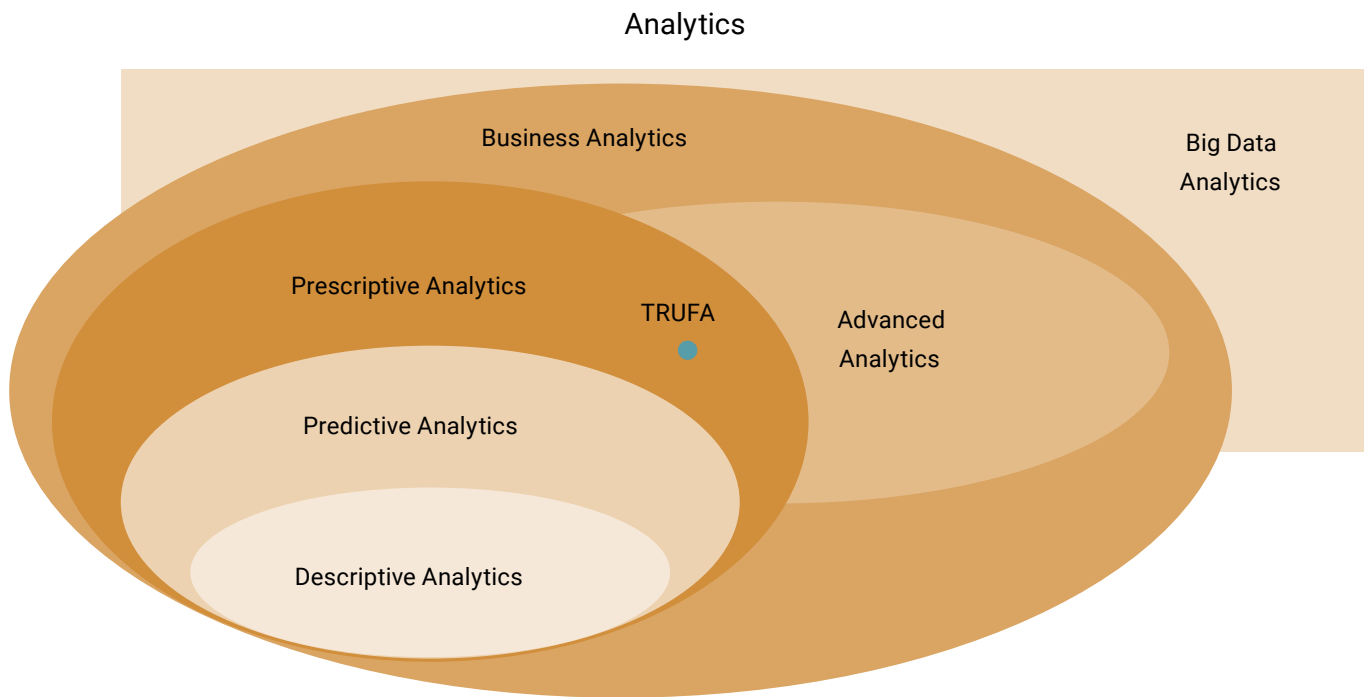 Analytics
Business Analytics
Big Data
Analytics
Prescriptive Analytics
TRUFA
Advanced
Analytics
Predictive Analytics
Descriptive Analytics